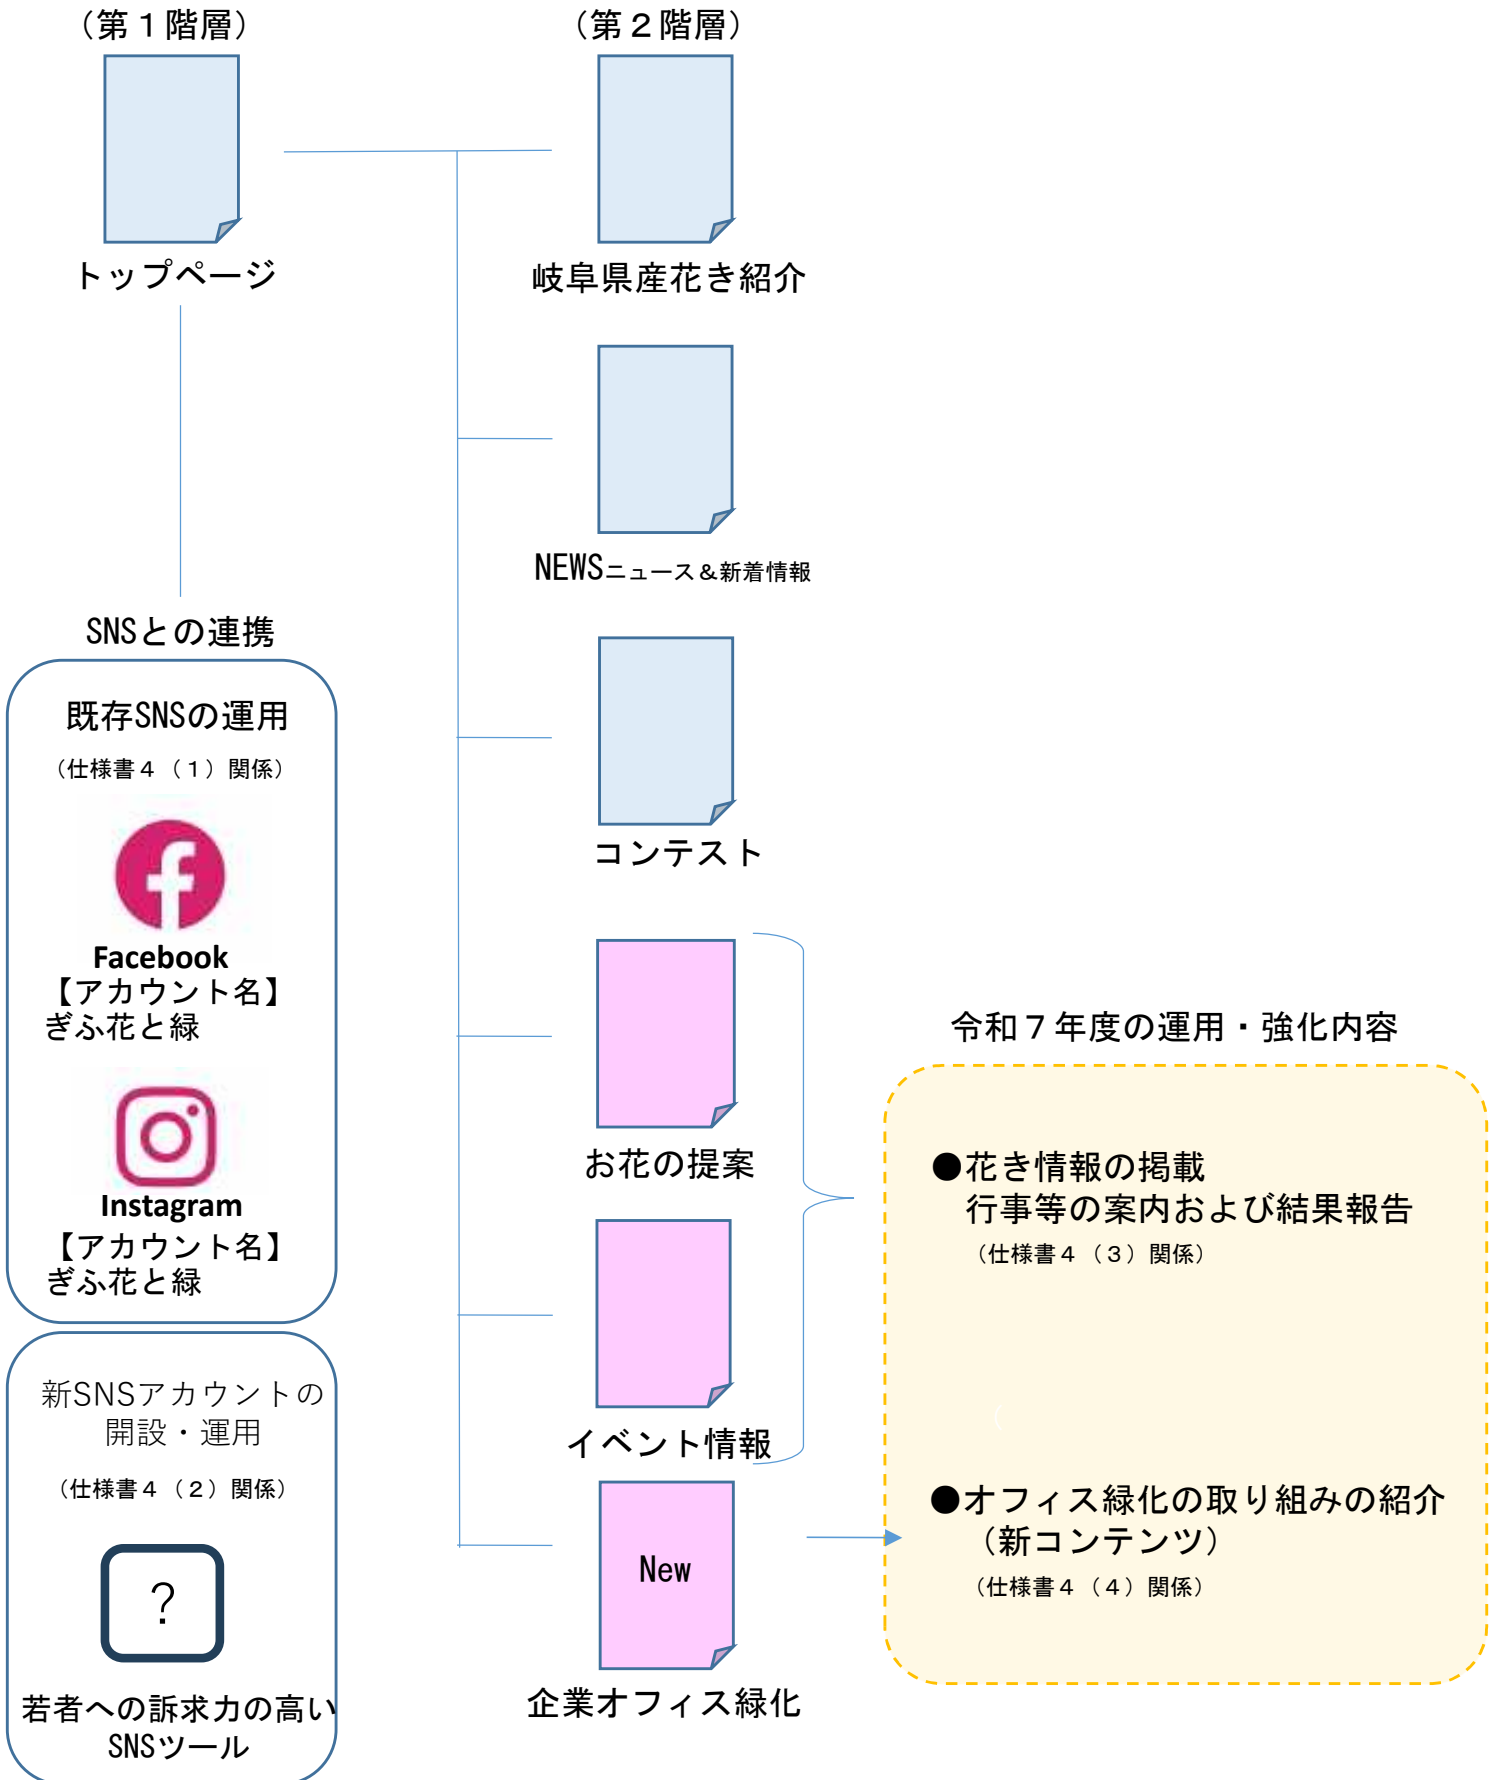 （第１階層）
（第２階層）
トップページ
岐阜県産花き紹介
NEWSニュース＆新着情報
コンテスト
お花の提案
イベント情報
New
企業オフィス緑化
SNSとの連携
既存SNSの運用
（仕様書４（１）関係）
Facebook
【アカウント名】
ぎふ花と緑
Instagram
【アカウント名】
ぎふ花と緑
新SNSアカウントの
開設・運用
（仕様書４（２）関係）
？
若者への訴求力の高い
SNSツール
令和７年度の運用・強化内容
●花き情報の掲載
行事等の案内および結果報告
（仕様書４（３）関係）
●オフィス緑化の取り組みの紹介
（新コンテンツ）
（仕様書４（４）関係）